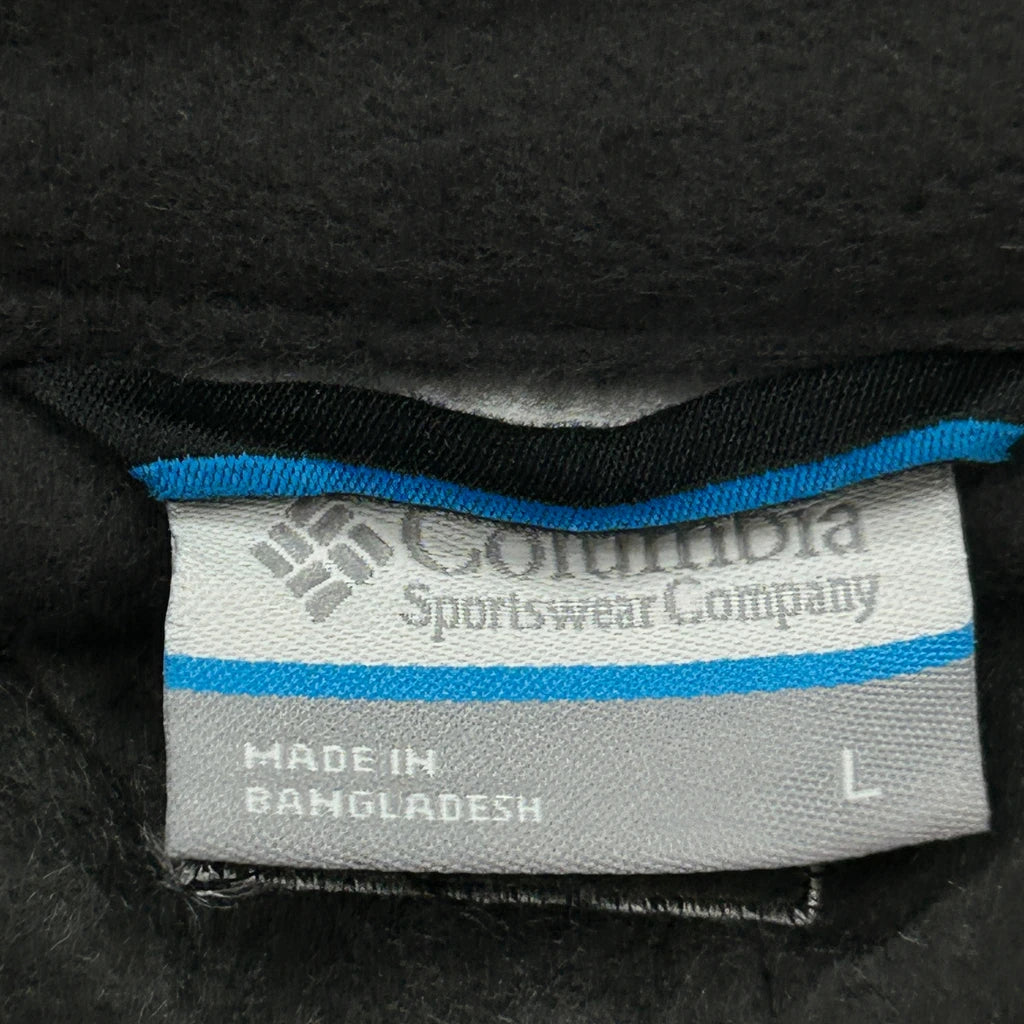 Columbia
Sportswear Company
MADE IN
BANGLADESH
L